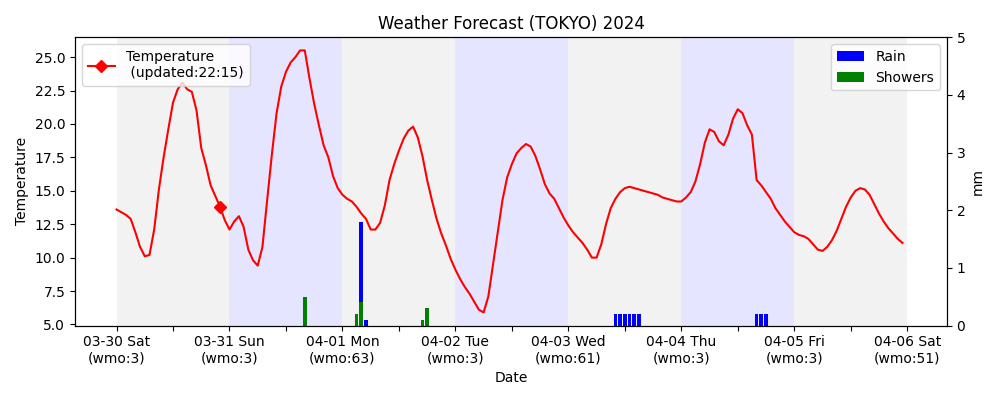 Weather Forecast (TOKYO) 2024
Temperature
(updated:22:15)
Rain
Showers
25.0
22.5
20.0
17.5
15.0
12.5
10.0
7.5
5.0
Temperature
5
4
3
2
1
0
mm
03-30 Sat
(wmo:3)
03-31 Sun
(wmo:3)
04-01 Mon
(wmo:63)
04-02 Tue
(wmo:3)
04-03 Wed
(wmo:61)
04-04 Thu
(wmo:3)
04-05 Fri
(wmo:3)
04-06 Sat
(wmo:51)
Date